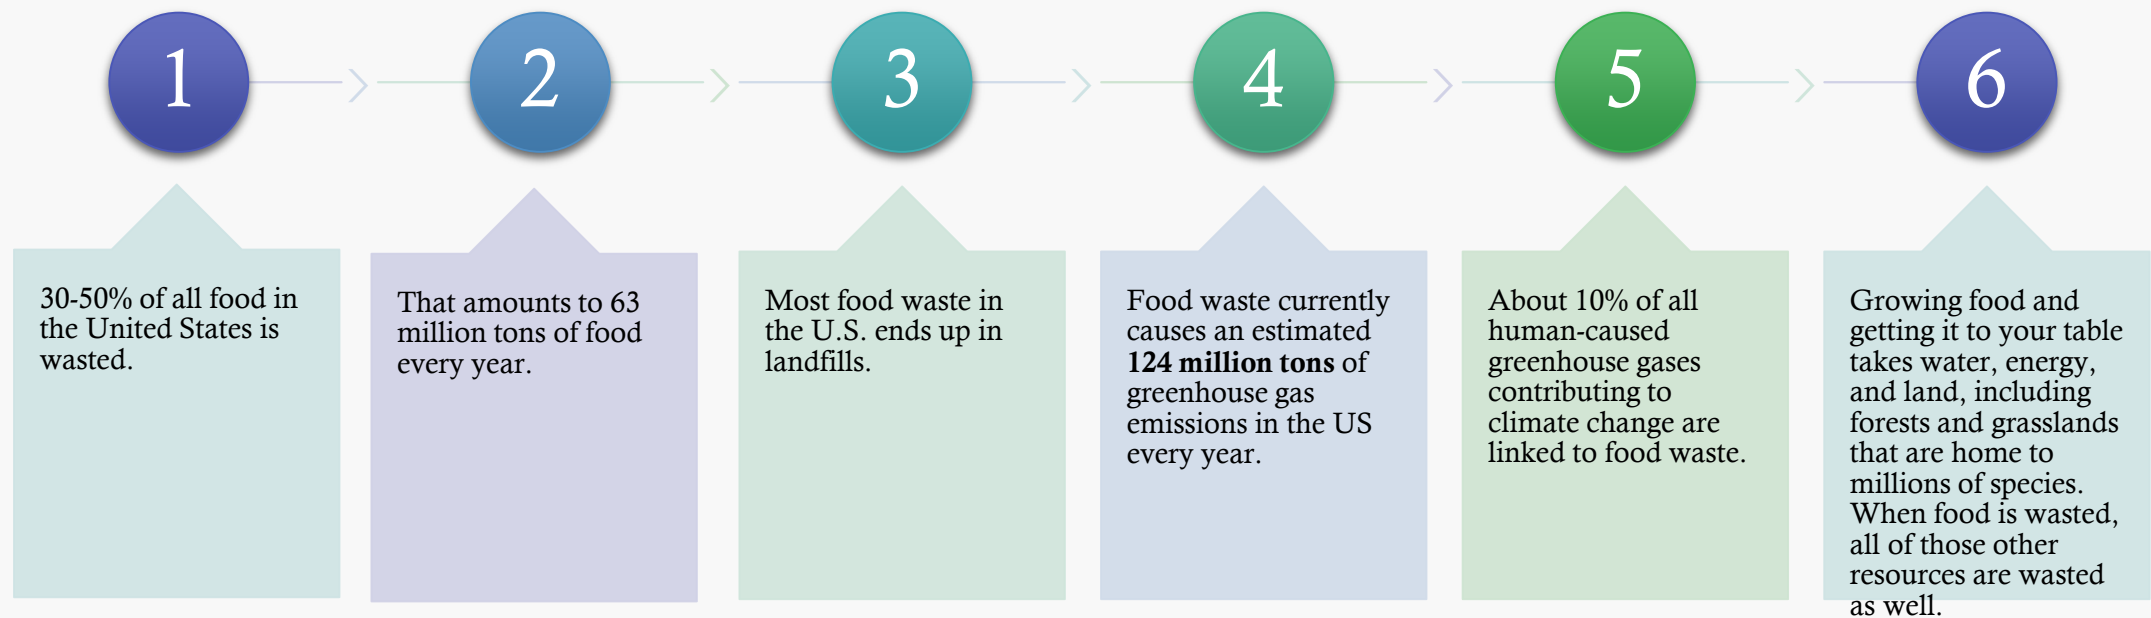 1
2
3
4
5
6
30-50% of all food in
the United States is
wasted.
That amounts to 63
million tons of food
every year.
Most food waste in
the U.S. ends up in
landfills.
Food waste currently
causes an estimated
124 million tons of
greenhouse gas
emissions in the US
every year.
About 10% of all
human-caused
greenhouse gases
contributing to
climate change are
linked to food waste.
Growing food and
getting it to your table
takes water, energy,
and land, including
forests and grasslands
that are home to
millions of species.
When food is wasted,
all of those other
resources are wasted
as well.